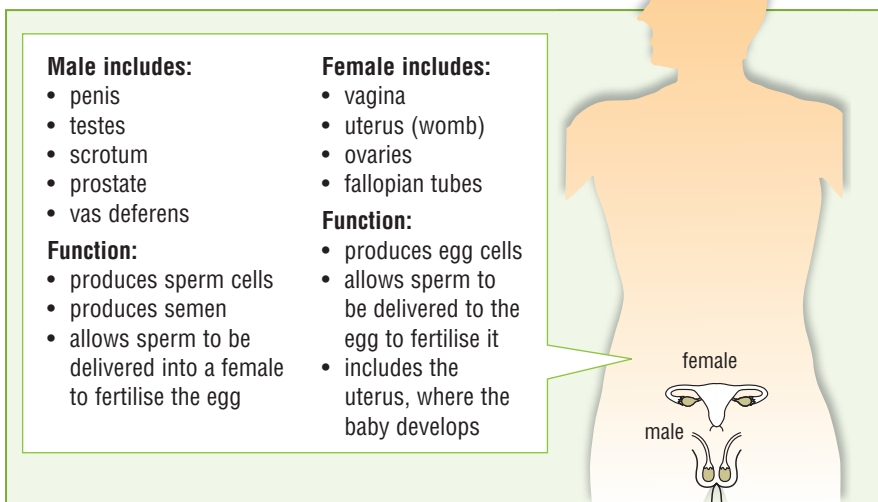 Male includes:
• penis
• testes
• scrotum
• prostate
• vas deferens
Function:
• produces sperm cells
• produces semen
• allows sperm to be
delivered into a female
to fertilise the egg
Female includes:
• vagina
• uterus (womb)
• ovaries
• fallopian tubes
Function:
• produces egg cells
• allows sperm to
be delivered to the
egg to fertilise it
• includes the
uterus, where the
baby develops
female
male